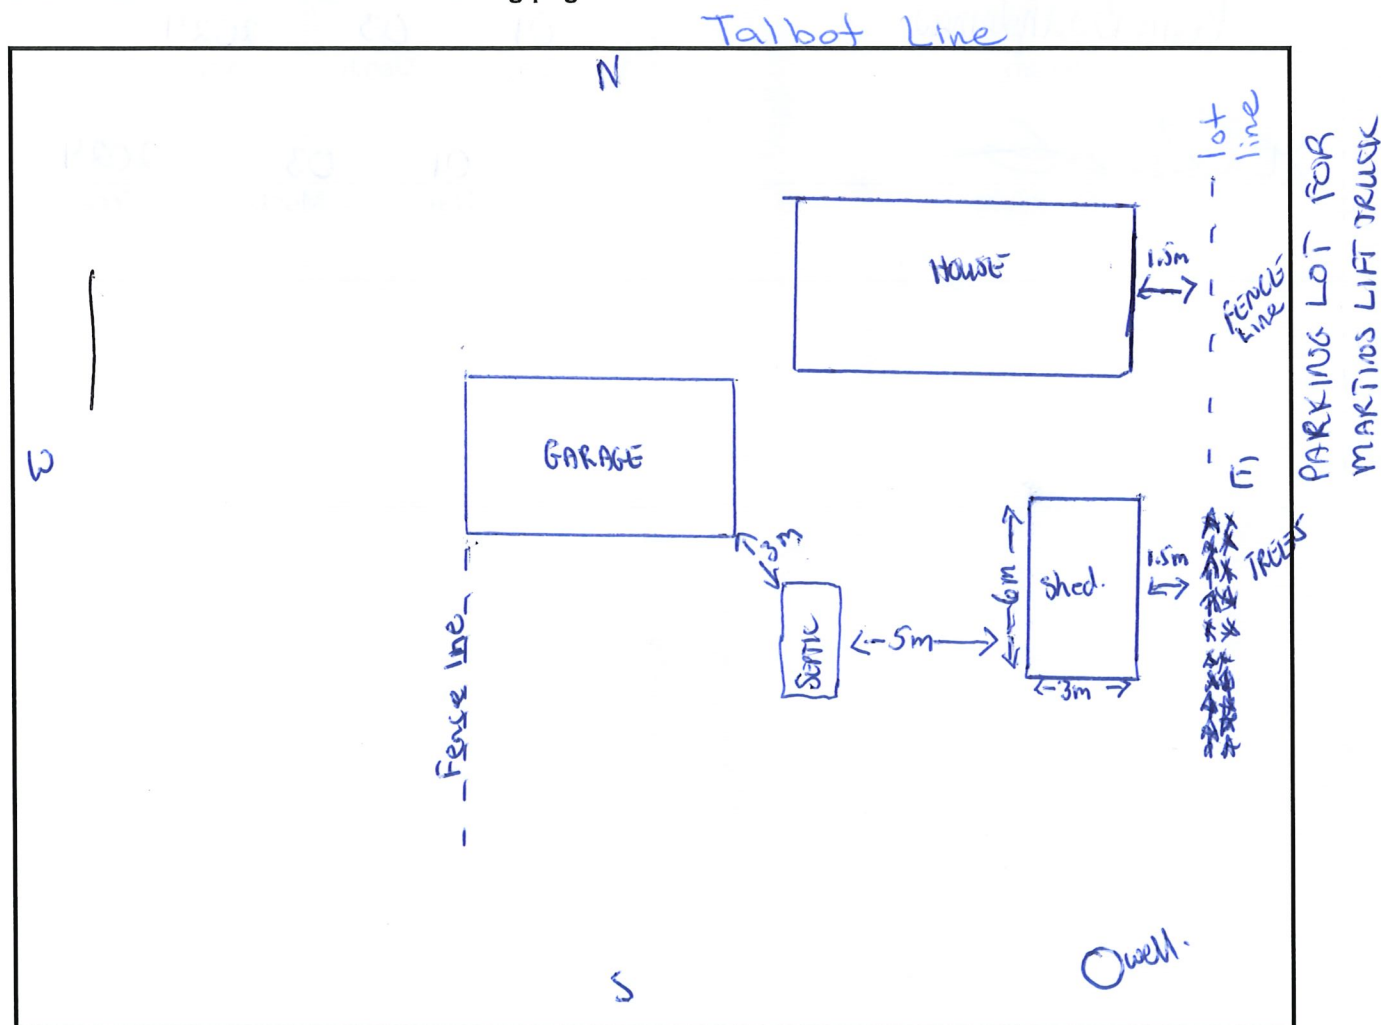 Talbot Line
N
lot
line
HOUSE
1.5m
FENCE
Line
PARKING LOT FOR
MARTINS LIFT TRUCK
GARAGE
W
E
3m
6m
Shed.
1.5m
TREES
SEPTIC
5m
3m
Fense line
well.
S